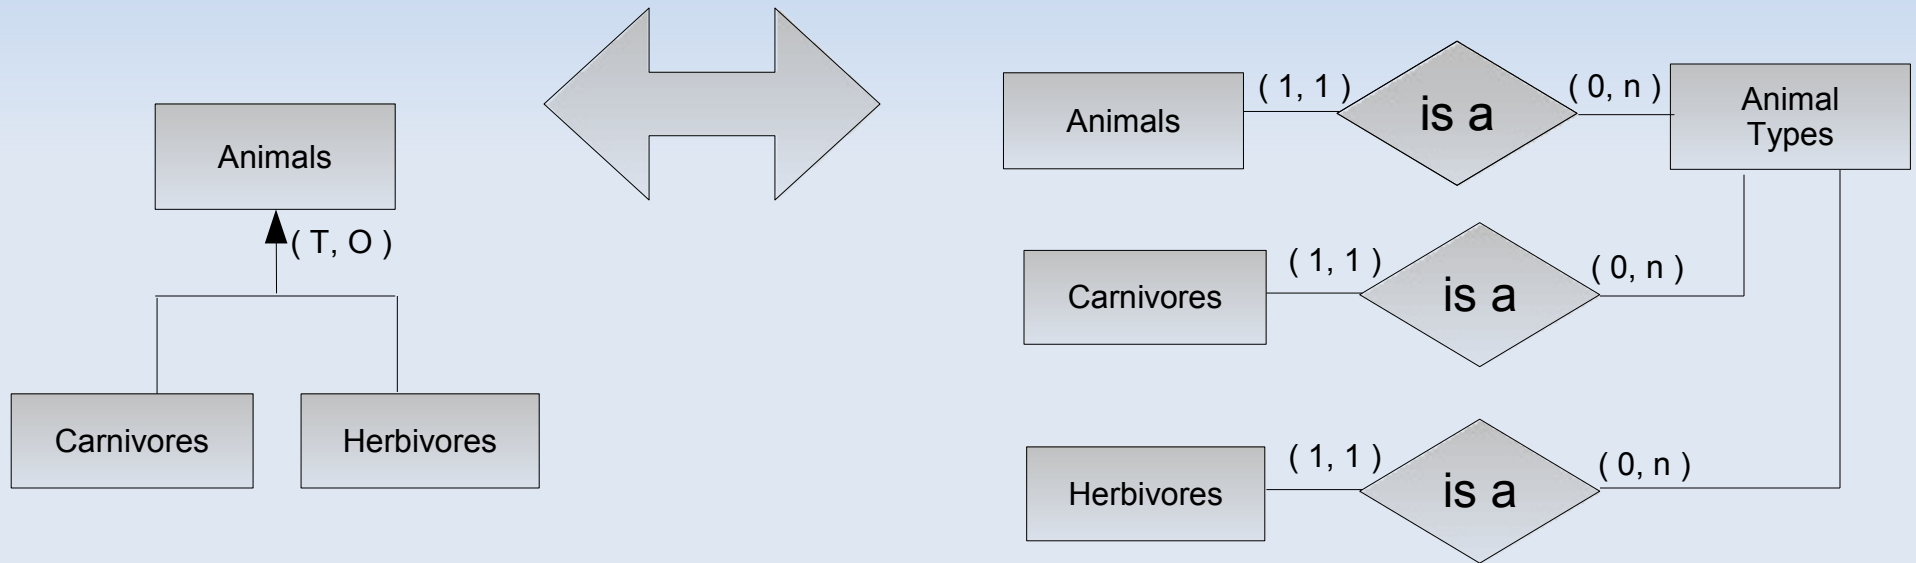 Animals
( T, O )
Carnivores
Herbivores
Animals
( 1, 1 )
is a
( 0, n )
Animal
Types
Carnivores
( 1, 1 )
is a
( 0, n )
Herbivores
( 1, 1 )
is a
( 0, n )